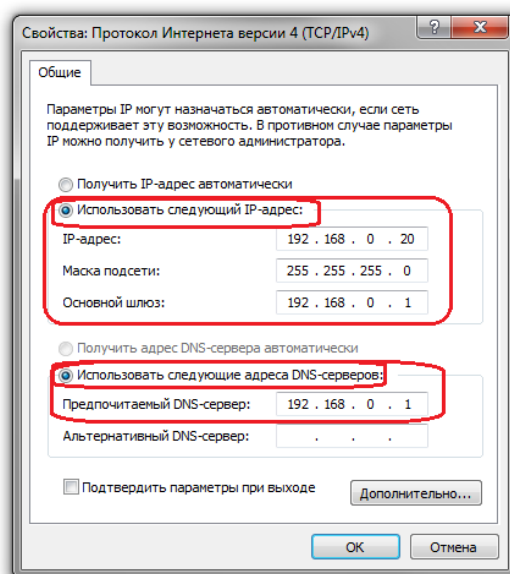 Свойства: Протокол Интернета версии 4 (TCP/IPv4)
Общие
Параметры IP могут назначаться автоматически, если сеть
поддерживает эту возможность. В противном случае параметры
IP можно получить у сетевого администратора.
Получить IP-адрес автоматически
Использовать следующий IP-адрес:
IP-адрес: 192 . 168 . 0 . 20
Маска подсети: 255 . 255 . 255 . 0
Основной шлюз: 192 . 168 . 0 . 1
Получить адрес DNS-сервера автоматически
Использовать следующие адреса DNS-серверов:
Предпочитаемый DNS-сервер: 192 . 168 . 0 . 1
Альтернативный DNS-сервер: . . .
Подтвердить параметры при выходе
Дополнительно...
ОК
Отмена